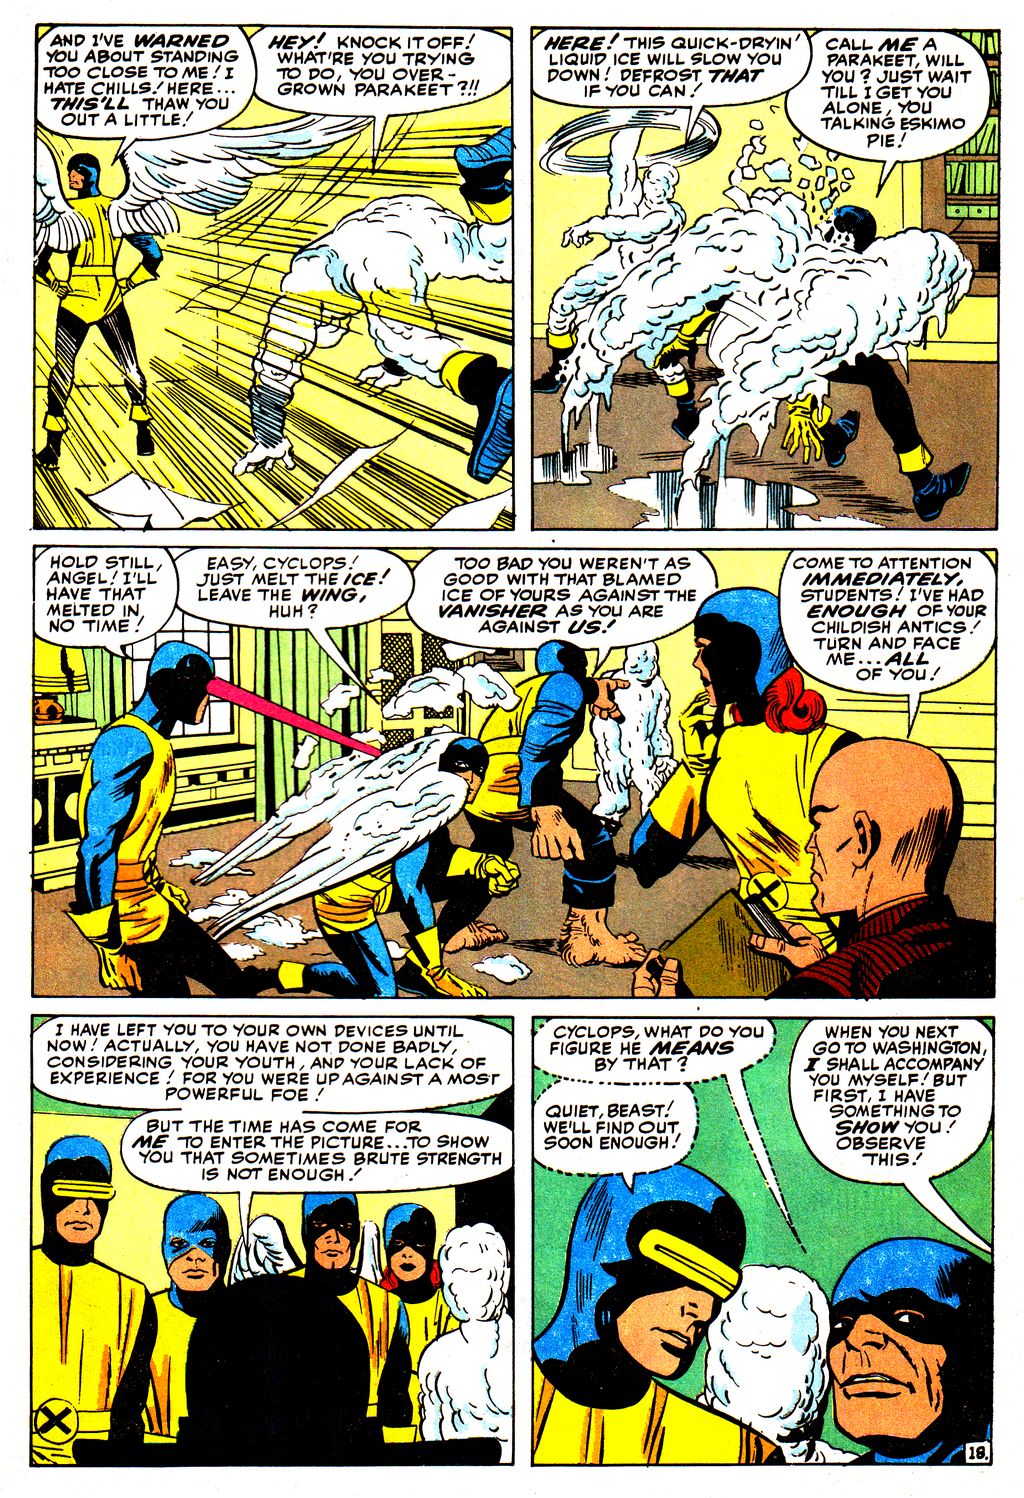 AND I'VE WARNED
YOU ABOUT STANDING
TOO CLOSE TO ME! I
HATE CHILLS! HERE...
THIS'LL THAW YOU
OUT A LITTLE!
HEY! KNOCK IT OFF!
WHAT'RE YOU TRYING
TO DO, YOU OVER-
GROWN PARAKEET?!!
HERE! THIS QUICK-DRYIN'
LIQUID ICE WILL SLOW YOU
DOWN! DEFROST THAT
IF YOU CAN!
CALL ME A
PARAKEET, WILL
YOU? JUST WAIT
TILL I GET YOU
ALONE, YOU
TALKING ESKIMO
PIE!
HOLD STILL,
ANGEL! I'LL
HAVE THAT
MELTED IN
NO TIME!
EASY, CYCLOPS!
JUST MELT THE ICE!
LEAVE THE WING,
HUH?
TOO BAD YOU WEREN'T AS
GOOD WITH THAT BLAMED
ICE OF YOURS AGAINST THE
VANISHER AS YOU ARE
AGAINST US!
COME TO ATTENTION
IMMEDIATELY,
STUDENTS! I'VE HAD
ENOUGH OF YOUR
CHILDISH ANTICS!
TURN AND FACE
ME... ALL
OF YOU!
X
I HAVE LEFT YOU TO YOUR OWN DEVICES UNTIL
NOW! ACTUALLY, YOU HAVE NOT DONE BADLY,
CONSIDERING YOUR YOUTH, AND YOUR LACK OF
EXPERIENCE! FOR YOU WERE UP AGAINST A MOST
POWERFUL FOE!
BUT THE TIME HAS COME FOR
ME TO ENTER THE PICTURE...TO SHOW
YOU THAT SOMETIMES BRUTE STRENGTH
IS NOT ENOUGH!
X
CYCLOPS, WHAT DO YOU
FIGURE HE MEANS
BY THAT?
QUIET, BEAST!
WE'LL FIND OUT
SOON ENOUGH!
WHEN YOU NEXT
GO TO WASHINGTON,
I SHALL ACCOMPANY
YOU MYSELF! BUT
FIRST, I HAVE
SOMETHING TO
SHOW YOU!
OBSERVE
THIS!
18.